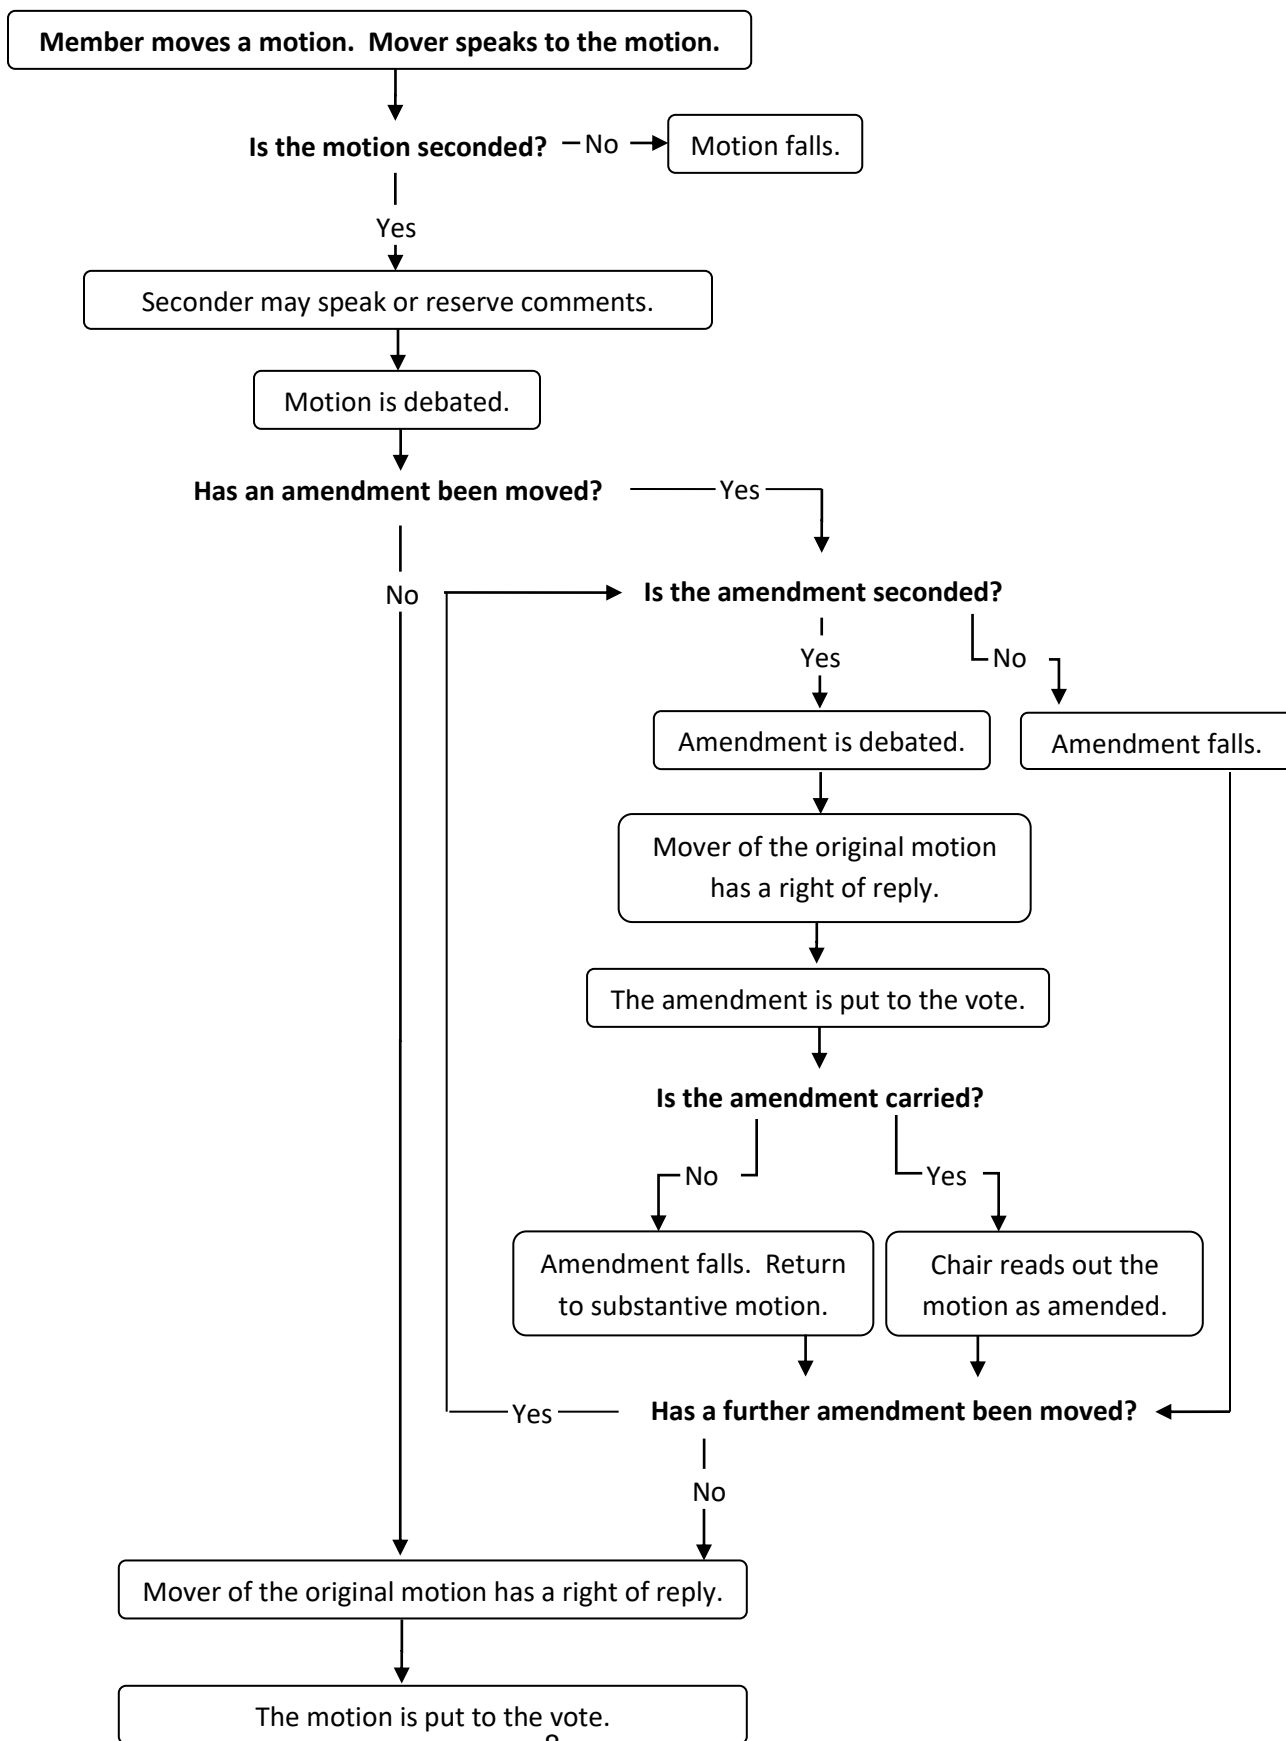 Member moves a motion.  Mover speaks to the motion.
Is the motion seconded?
No
Motion falls.
Yes
Seconder may speak or reserve comments.
Motion is debated.
Has an amendment been moved?
Yes
No
Is the amendment seconded?
Yes
No
Amendment is debated.
Amendment falls.
Mover of the original motion
has a right of reply.
The amendment is put to the vote.
Is the amendment carried?
No
Yes
Amendment falls.  Return
to substantive motion.
Chair reads out the
motion as amended.
Has a further amendment been moved?
Yes
No
Mover of the original motion has a right of reply.
The motion is put to the vote.